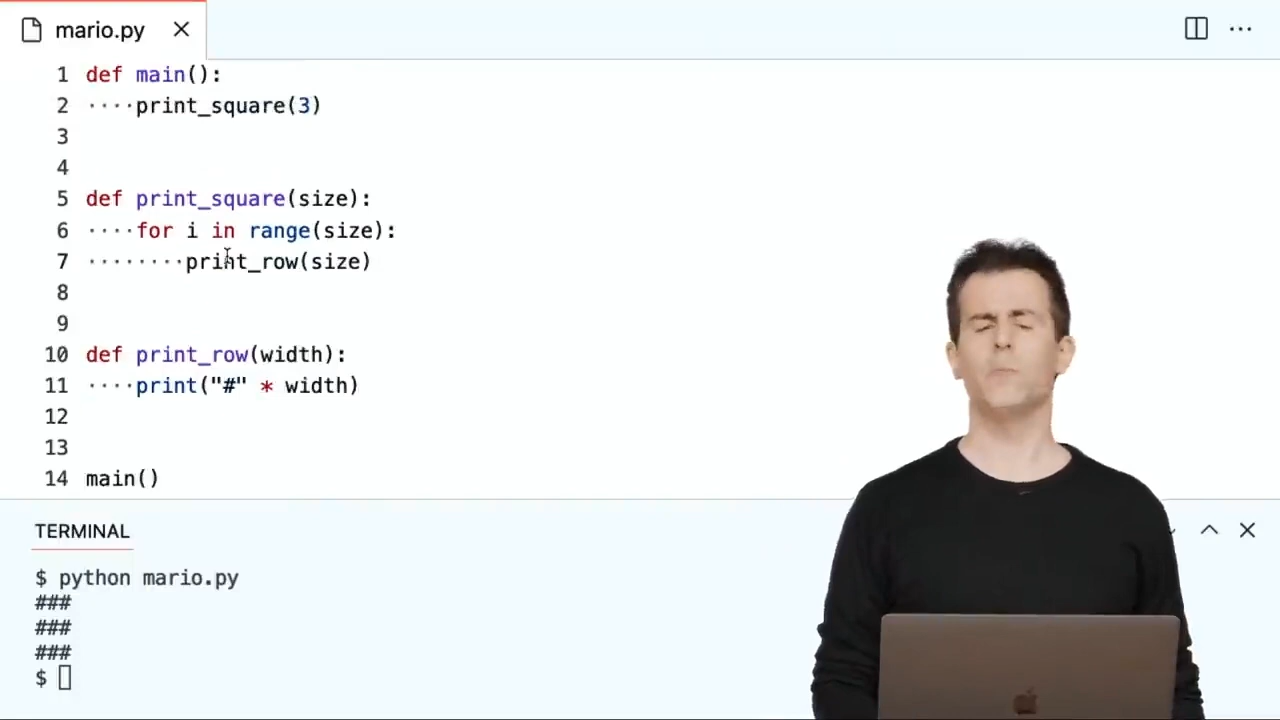 mario.py
1 def main():
2 ····print_square(3)
3
4
5 def print_square(size):
6 ····for i in range(size):
7 ········print_row(size)
8
9
10 def print_row(width):
11 ····print("#" * width)
12
13
14 main()
TERMINAL
$ python mario.py
###
###
###
$